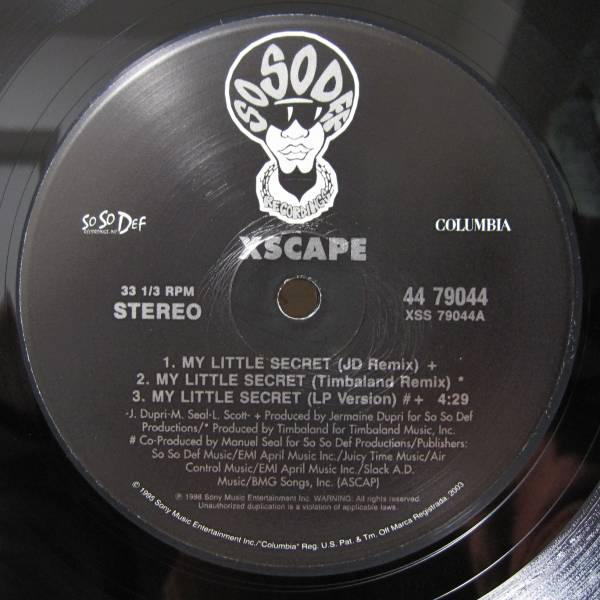 SO SO DEF
RECORDINGS
So So Def
RECORDINGS, INC.
COLUMBIA
XSCAPE
33 1/3 RPM
STEREO
44 79044
XSS 79044A
1. MY LITTLE SECRET (JD Remix) +
2. MY LITTLE SECRET (Timbaland Remix) *
3. MY LITTLE SECRET (LP Version) #+ 4:29
-J. Dupri-M. Seal-L. Scott- + Produced by Jermaine Dupri for So So Def
Productions/* Produced by Timbaland for Timbaland Music, Inc.
# Co-Produced by Manuel Seal for So So Def Productions/Publishers:
So So Def Music/EMI April Music Inc./Juicy Time Music/Air
Control Music/EMI April Music Inc./Slack A.D.
Music/BMG Songs, Inc. (ASCAP)
℗ 1998 Sony Music Entertainment Inc. WARNING: All rights reserved.
Unauthorized duplication is a violation of applicable laws.
© 1995 Sony Music Entertainment Inc./"Columbia" Reg. U.S. Pat. & Tm. Off Marca Registrada, 2003